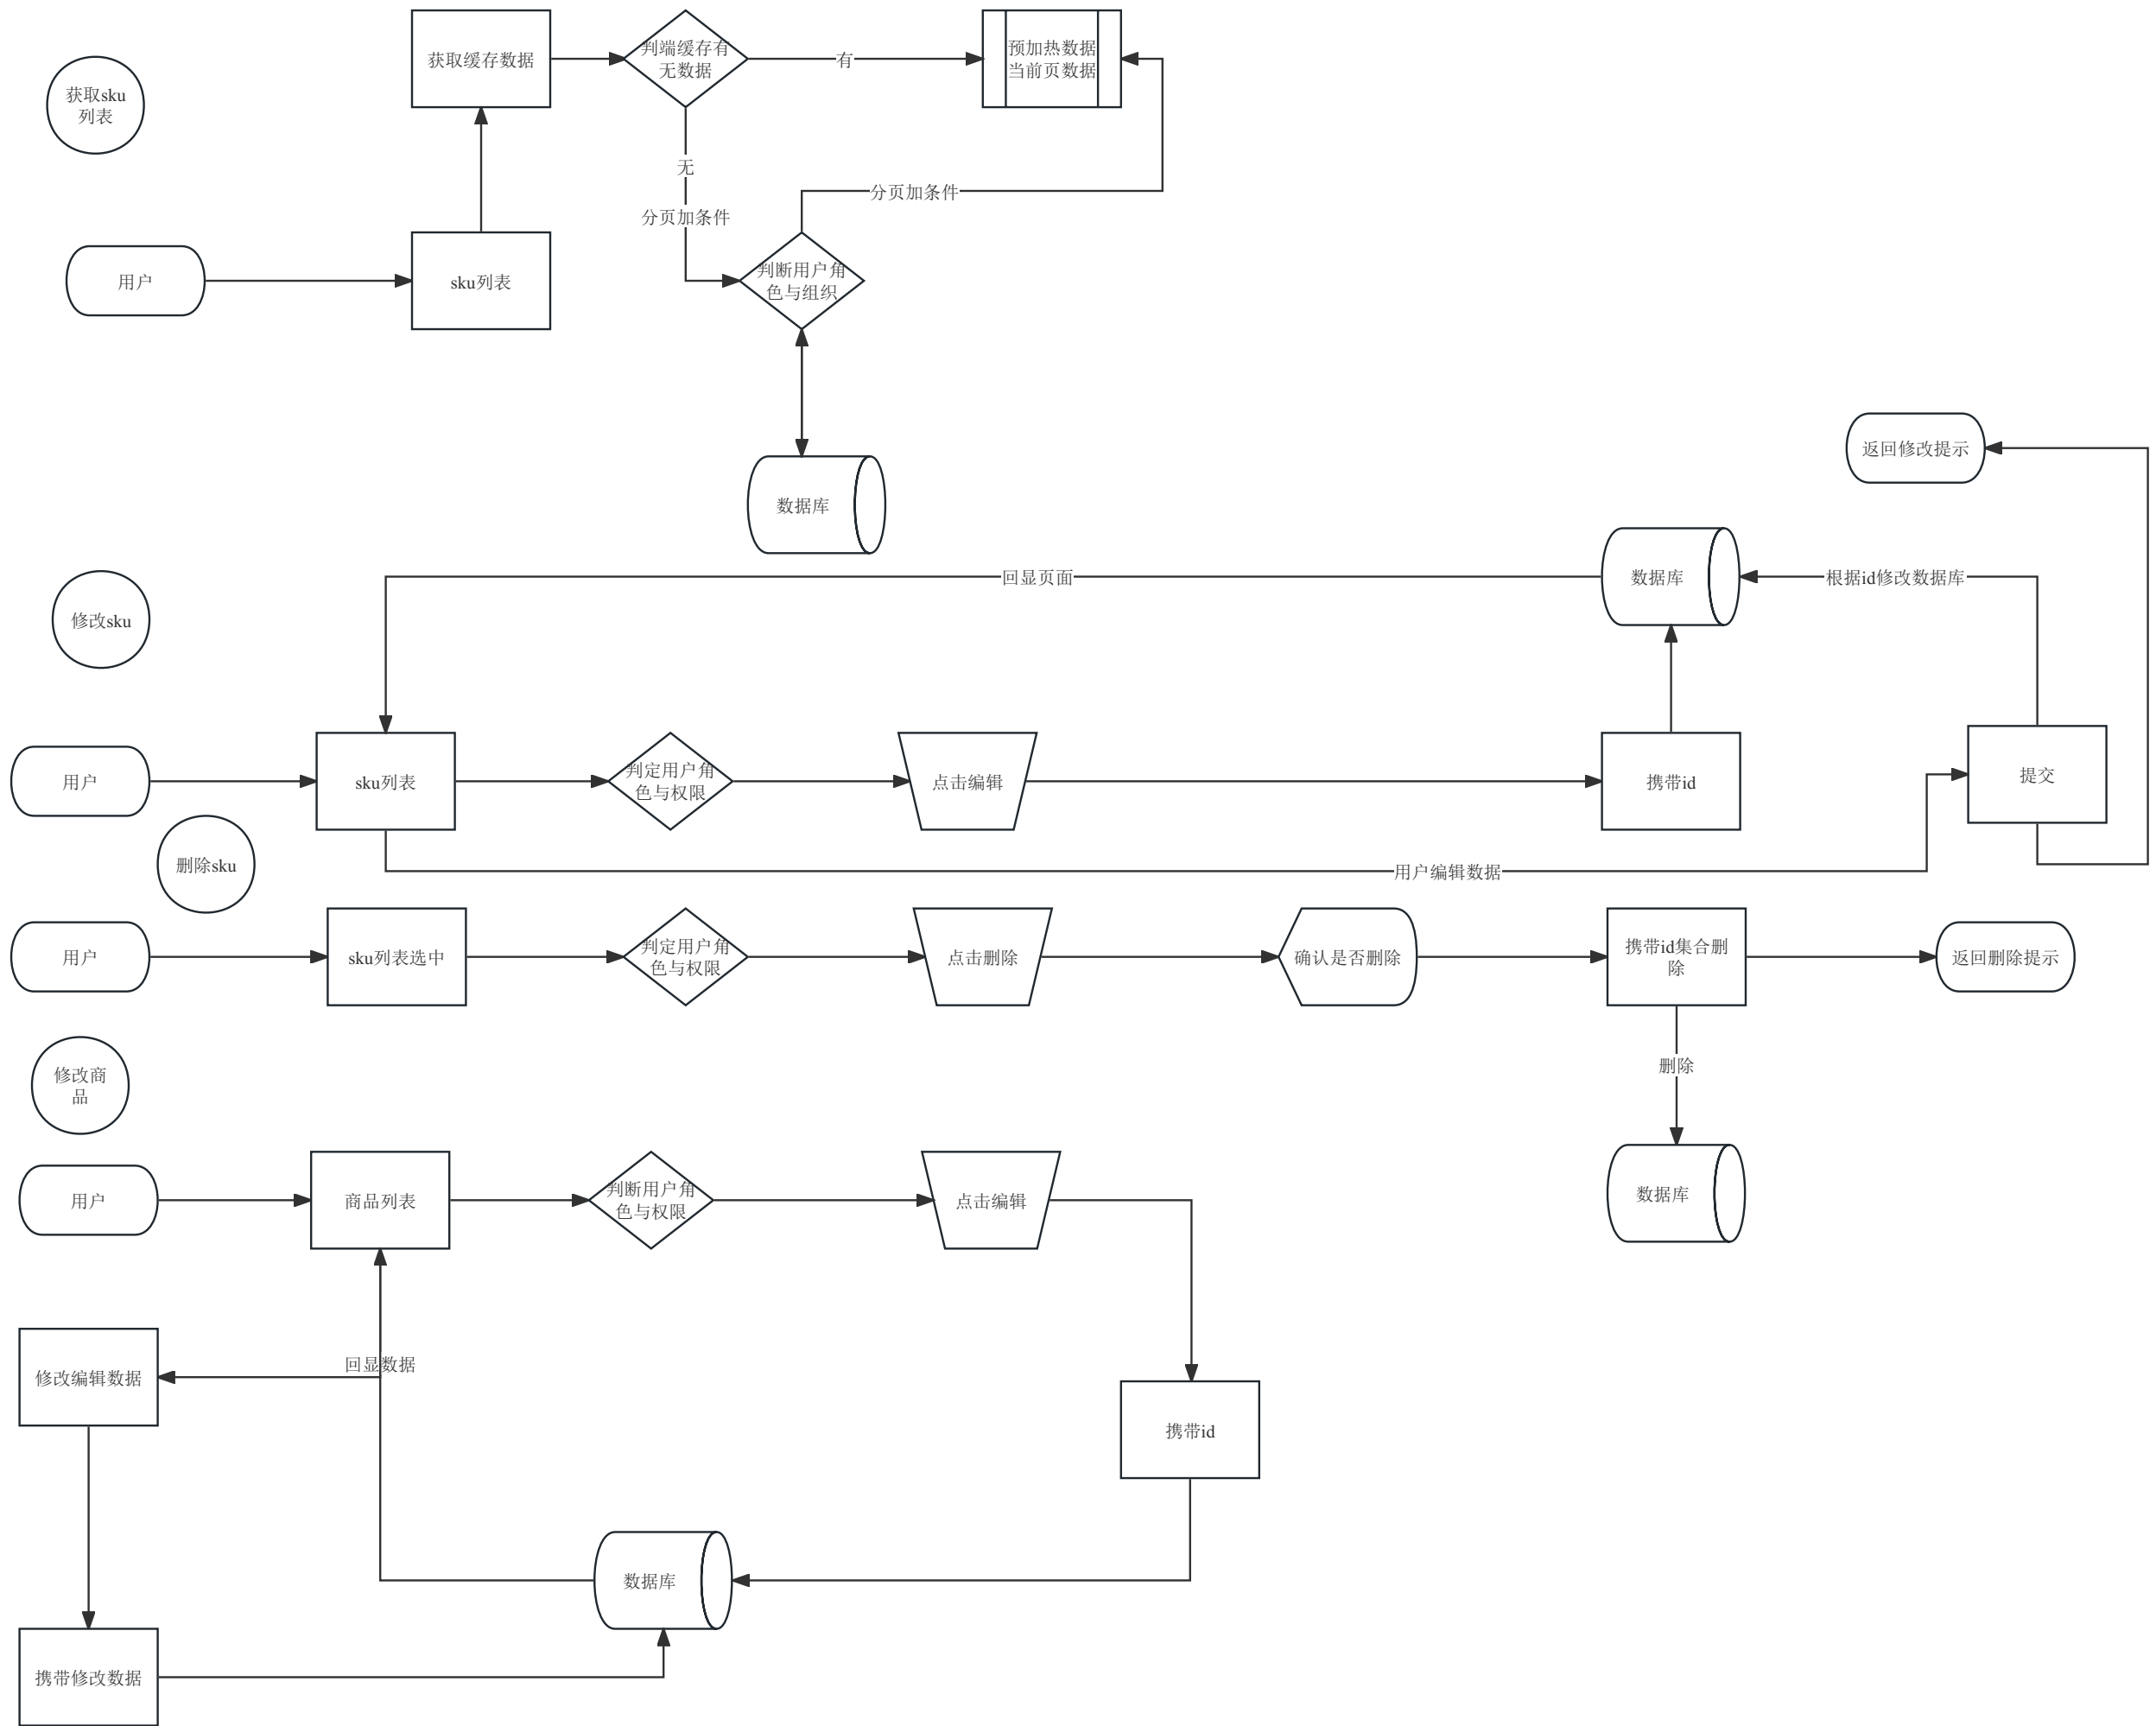 获取缓存数据
判端缓存有
无数据
有
预加热数据
当前页数据
获取sku
列表
无
分页加条件
分页加条件
用户
sku列表
判断用户角
色与组织
数据库
返回修改提示
修改sku
回显页面
数据库
根据id修改数据库
用户
sku列表
判定用户角
色与权限
点击编辑
携带id
提交
删除sku
用户编辑数据
用户
sku列表选中
判定用户角
色与权限
点击删除
确认是否删除
携带id集合删
除
返回删除提示
删除
修改商
品
数据库
用户
商品列表
判断用户角
色与权限
点击编辑
修改编辑数据
回显数据
携带id
数据库
携带修改数据